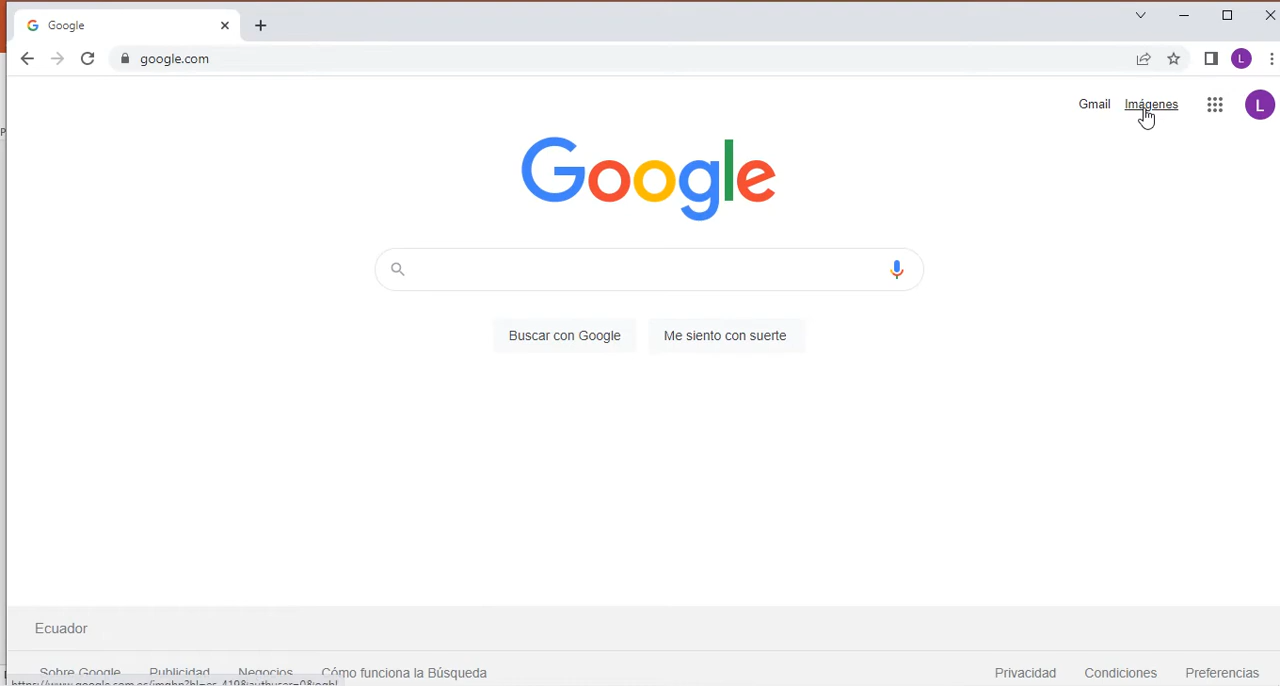 Google
google.com
L
Gmail
Imágenes
L
Google
Buscar con Google
Me siento con suerte
Ecuador
Sobre Google
Publicidad
Negocios
Cómo funciona la Búsqueda
Privacidad
Condiciones
Preferencias